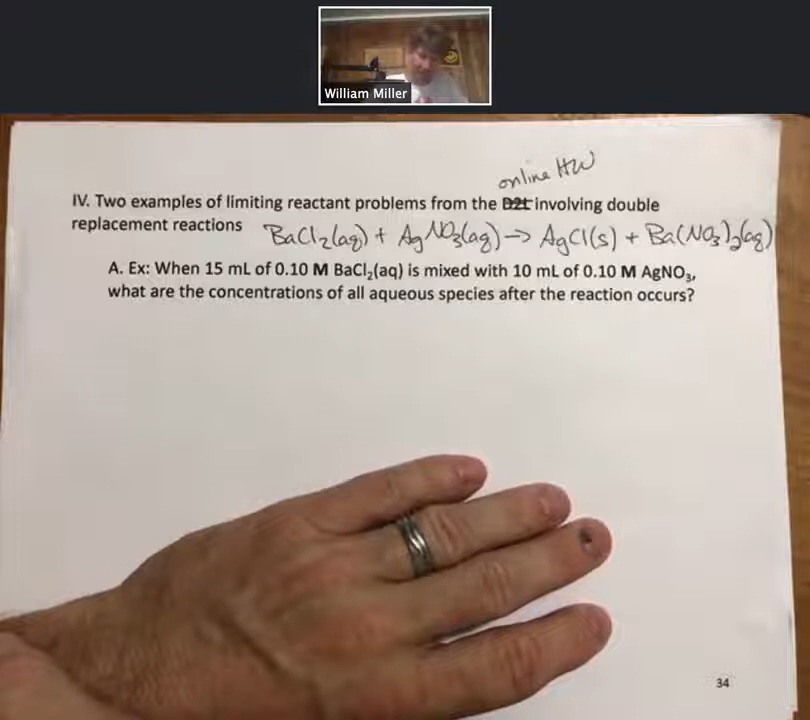 William Miller
online HW
IV. Two examples of limiting reactant problems from the D2L involving double
replacement reactions BaCl₂(aq) + AgNO₃(aq) → AgCl(s) + Ba(NO₃)₂(aq)
A. Ex: When 15 mL of 0.10 M BaCl₂(aq) is mixed with 10 mL of 0.10 M AgNO₃,
what are the concentrations of all aqueous species after the reaction occurs?
34